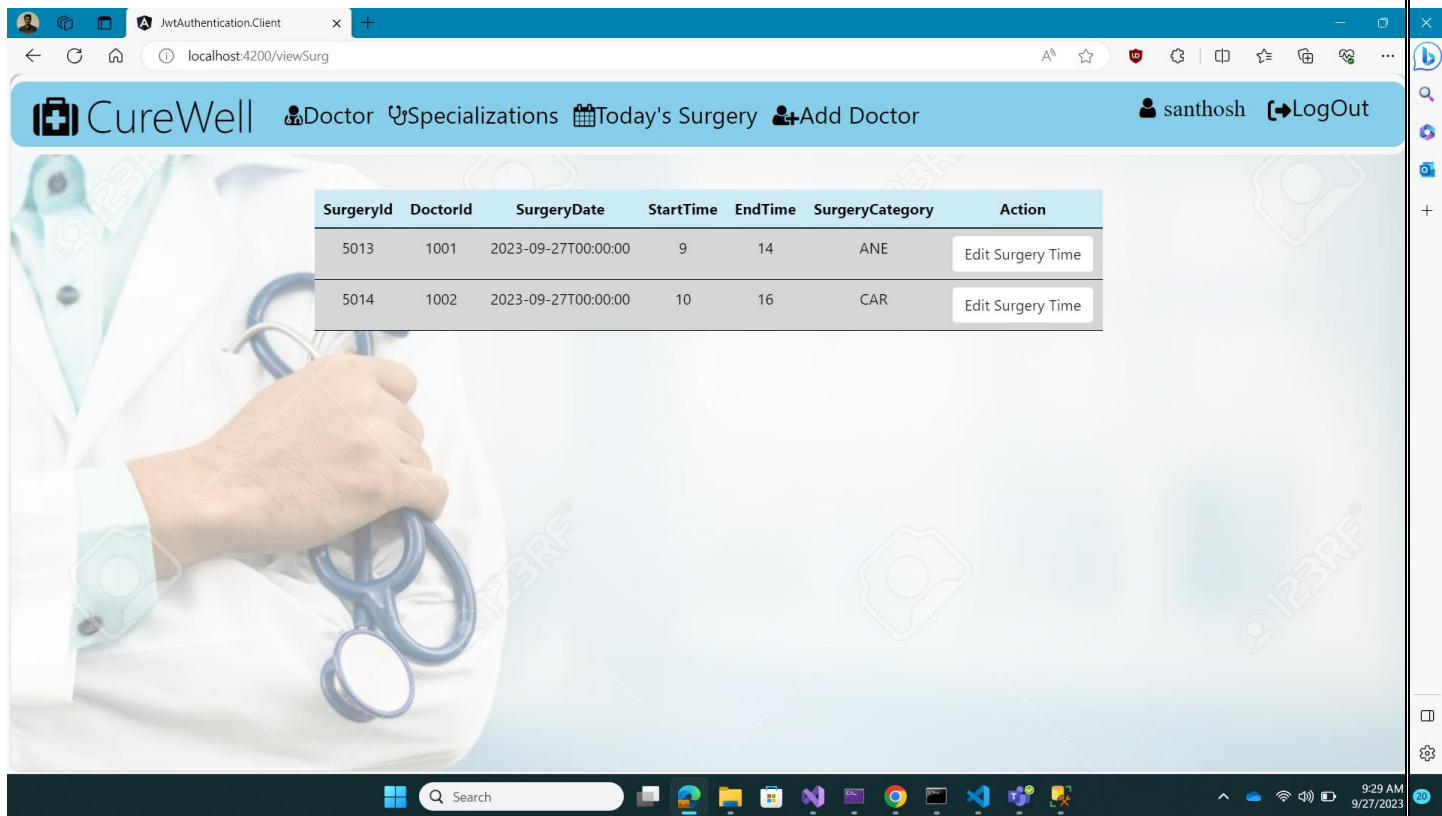 JwtAuthentication.Client
localhost:4200/viewSurg
CureWell Doctor Specializations Today's Surgery Add Doctor santhosh LogOut
SurgeryId DoctorId SurgeryDate StartTime EndTime SurgeryCategory Action
5013 1001 2023-09-27T00:00:00 9 14 ANE Edit Surgery Time
5014 1002 2023-09-27T00:00:00 10 16 CAR Edit Surgery Time
123RF
Search
9:29 AM
9/27/2023
20